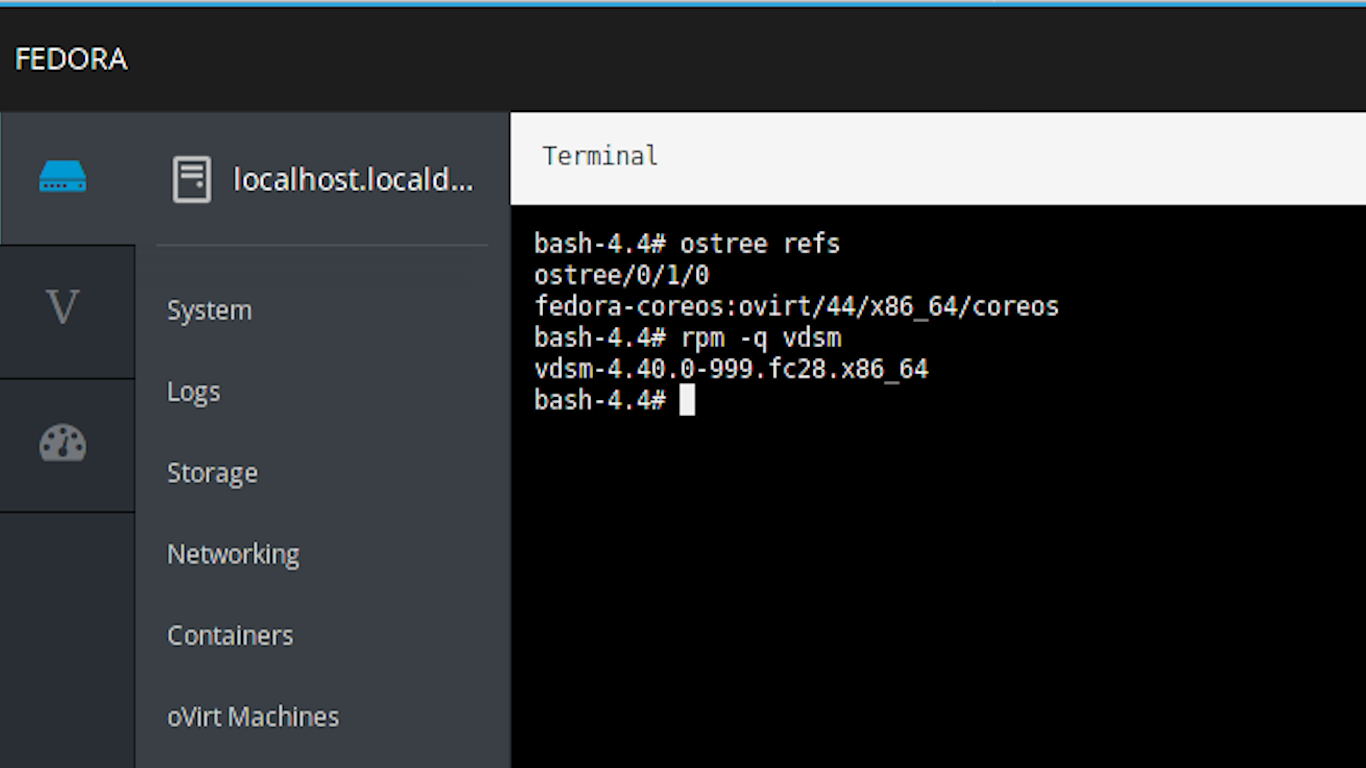 FEDORA
localhost.locald...
V
System
Logs
Storage
Networking
Containers
oVirt Machines
Terminal
bash-4.4# ostree refs
ostree/0/1/0
fedora-coreos:ovirt/44/x86_64/coreos
bash-4.4# rpm -q vdsm
vdsm-4.40.0-999.fc28.x86_64
bash-4.4#